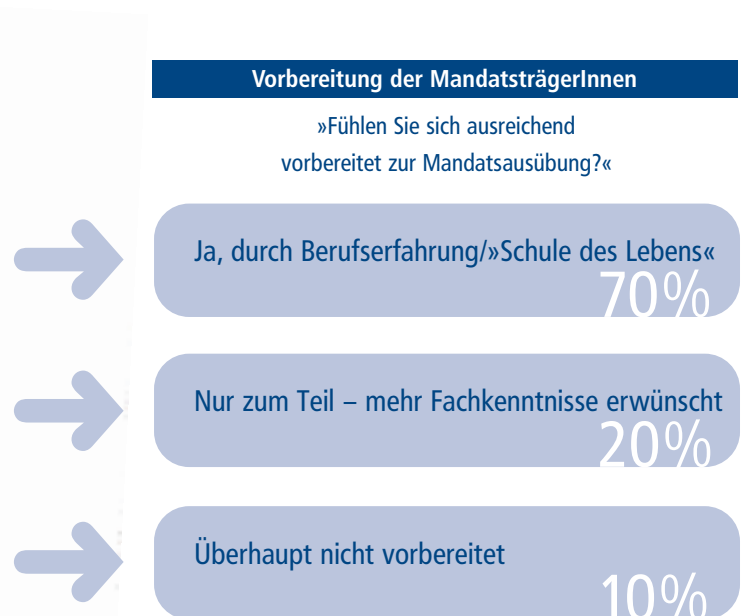 Vorbereitung der MandatsträgerInnen
»Fühlen Sie sich ausreichend
vorbereitet zur Mandatsausübung?«
Ja, durch Berufserfahrung/»Schule des Lebens«
70%
Nur zum Teil – mehr Fachkenntnisse erwünscht
20%
Überhaupt nicht vorbereitet
10%